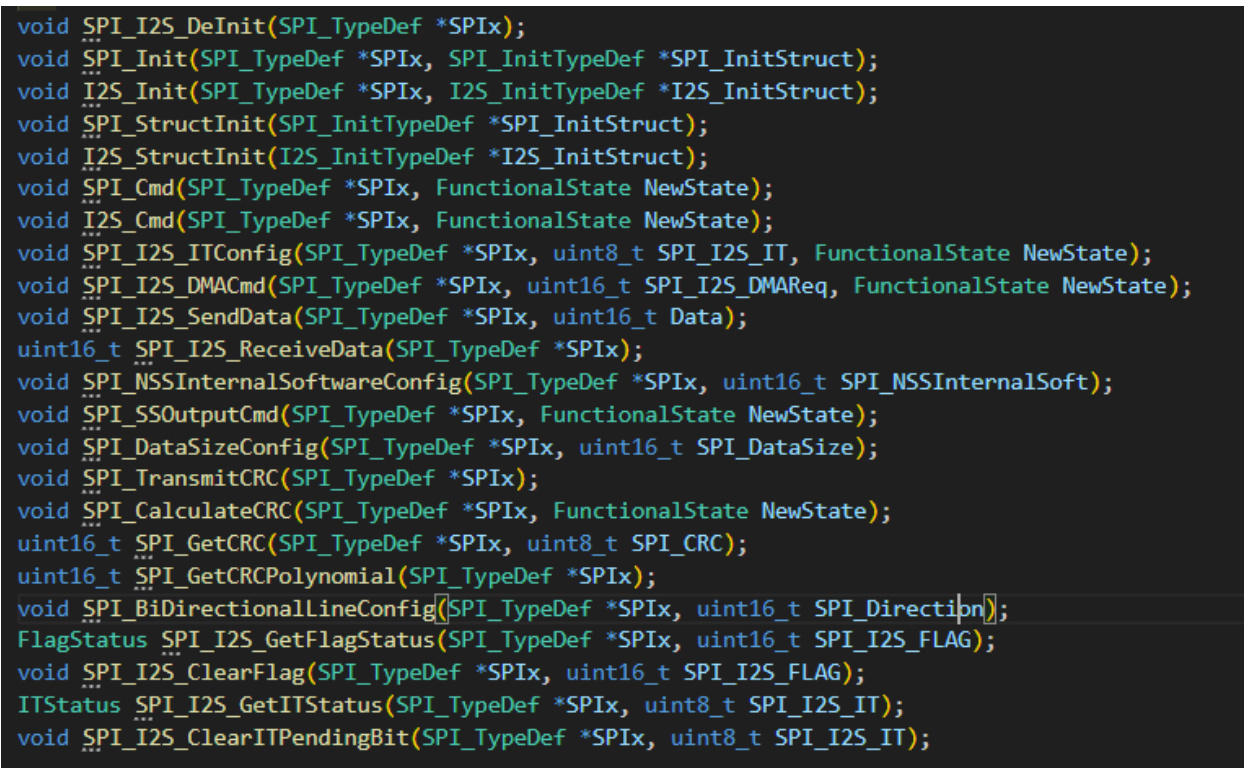 void SPI_I2S_DeInit(SPI_TypeDef *SPIx);
void SPI_Init(SPI_TypeDef *SPIx, SPI_InitTypeDef *SPI_InitStruct);
void I2S_Init(SPI_TypeDef *SPIx, I2S_InitTypeDef *I2S_InitStruct);
void SPI_StructInit(SPI_InitTypeDef *SPI_InitStruct);
void I2S_StructInit(I2S_InitTypeDef *I2S_InitStruct);
void SPI_Cmd(SPI_TypeDef *SPIx, FunctionalState NewState);
void I2S_Cmd(SPI_TypeDef *SPIx, FunctionalState NewState);
void SPI_I2S_ITConfig(SPI_TypeDef *SPIx, uint8_t SPI_I2S_IT, FunctionalState NewState);
void SPI_I2S_DMACmd(SPI_TypeDef *SPIx, uint16_t SPI_I2S_DMAReq, FunctionalState NewState);
void SPI_I2S_SendData(SPI_TypeDef *SPIx, uint16_t Data);
uint16_t SPI_I2S_ReceiveData(SPI_TypeDef *SPIx);
void SPI_NSSInternalSoftwareConfig(SPI_TypeDef *SPIx, uint16_t SPI_NSSInternalSoft);
void SPI_SSOutputCmd(SPI_TypeDef *SPIx, FunctionalState NewState);
void SPI_DataSizeConfig(SPI_TypeDef *SPIx, uint16_t SPI_DataSize);
void SPI_TransmitCRC(SPI_TypeDef *SPIx);
void SPI_CalculateCRC(SPI_TypeDef *SPIx, FunctionalState NewState);
uint16_t SPI_GetCRC(SPI_TypeDef *SPIx, uint8_t SPI_CRC);
uint16_t SPI_GetCRCPolynomial(SPI_TypeDef *SPIx);
void SPI_BiDirectionalLineConfig(SPI_TypeDef *SPIx, uint16_t SPI_Direction);
FlagStatus SPI_I2S_GetFlagStatus(SPI_TypeDef *SPIx, uint16_t SPI_I2S_FLAG);
void SPI_I2S_ClearFlag(SPI_TypeDef *SPIx, uint16_t SPI_I2S_FLAG);
ITStatus SPI_I2S_GetITStatus(SPI_TypeDef *SPIx, uint8_t SPI_I2S_IT);
void SPI_I2S_ClearITPendingBit(SPI_TypeDef *SPIx, uint8_t SPI_I2S_IT);